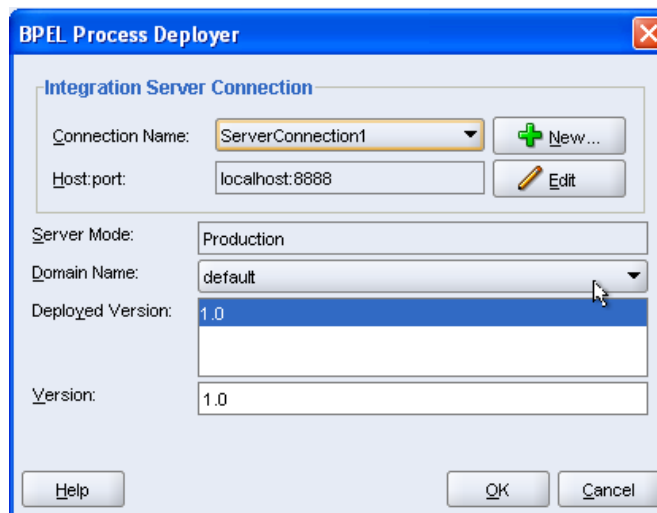 BPEL Process Deployer
Integration Server Connection
Connection Name: ServerConnection1 New...
Host:port: localhost:8888 Edit
Server Mode: Production
Domain Name: default
Deployed Version: 1.0
Version: 1.0
Help OK Cancel